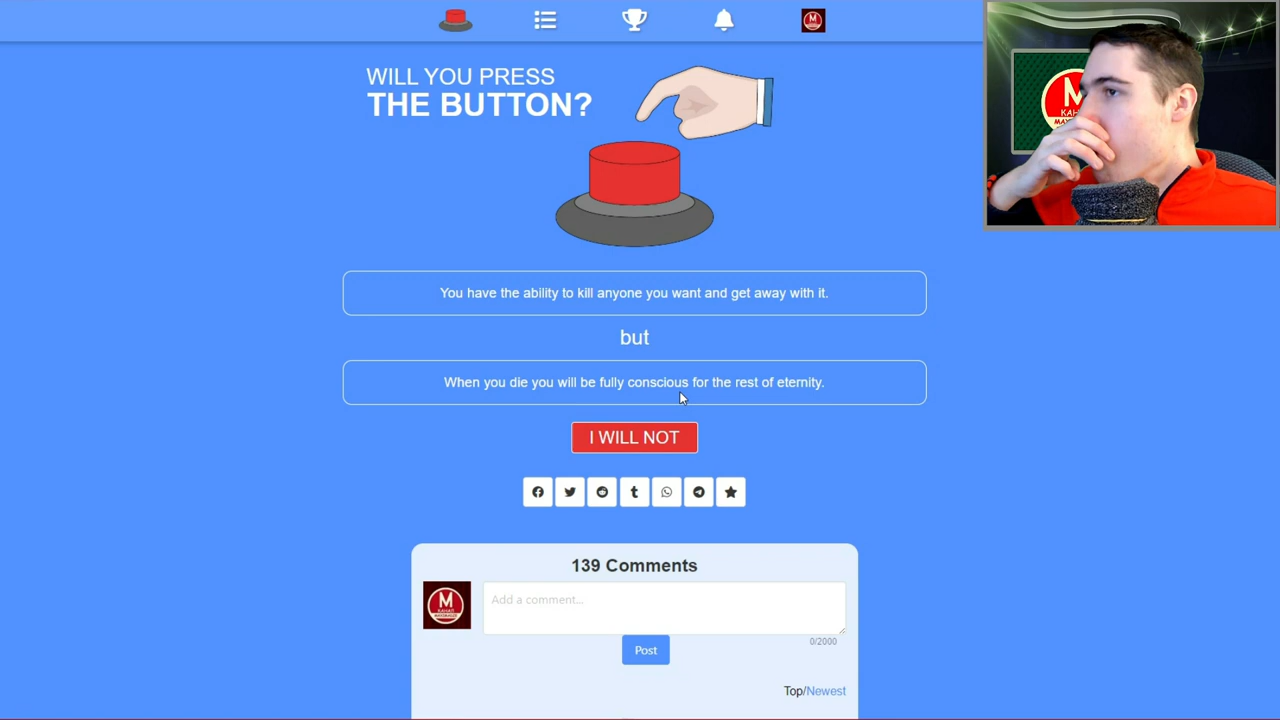 WILL YOU PRESS
THE BUTTON?
You have the ability to kill anyone you want and get away with it.
but
When you die you will be fully conscious for the rest of eternity.
I WILL NOT
139 Comments
M
Add a comment...
0/2000
Post
Top/Newest